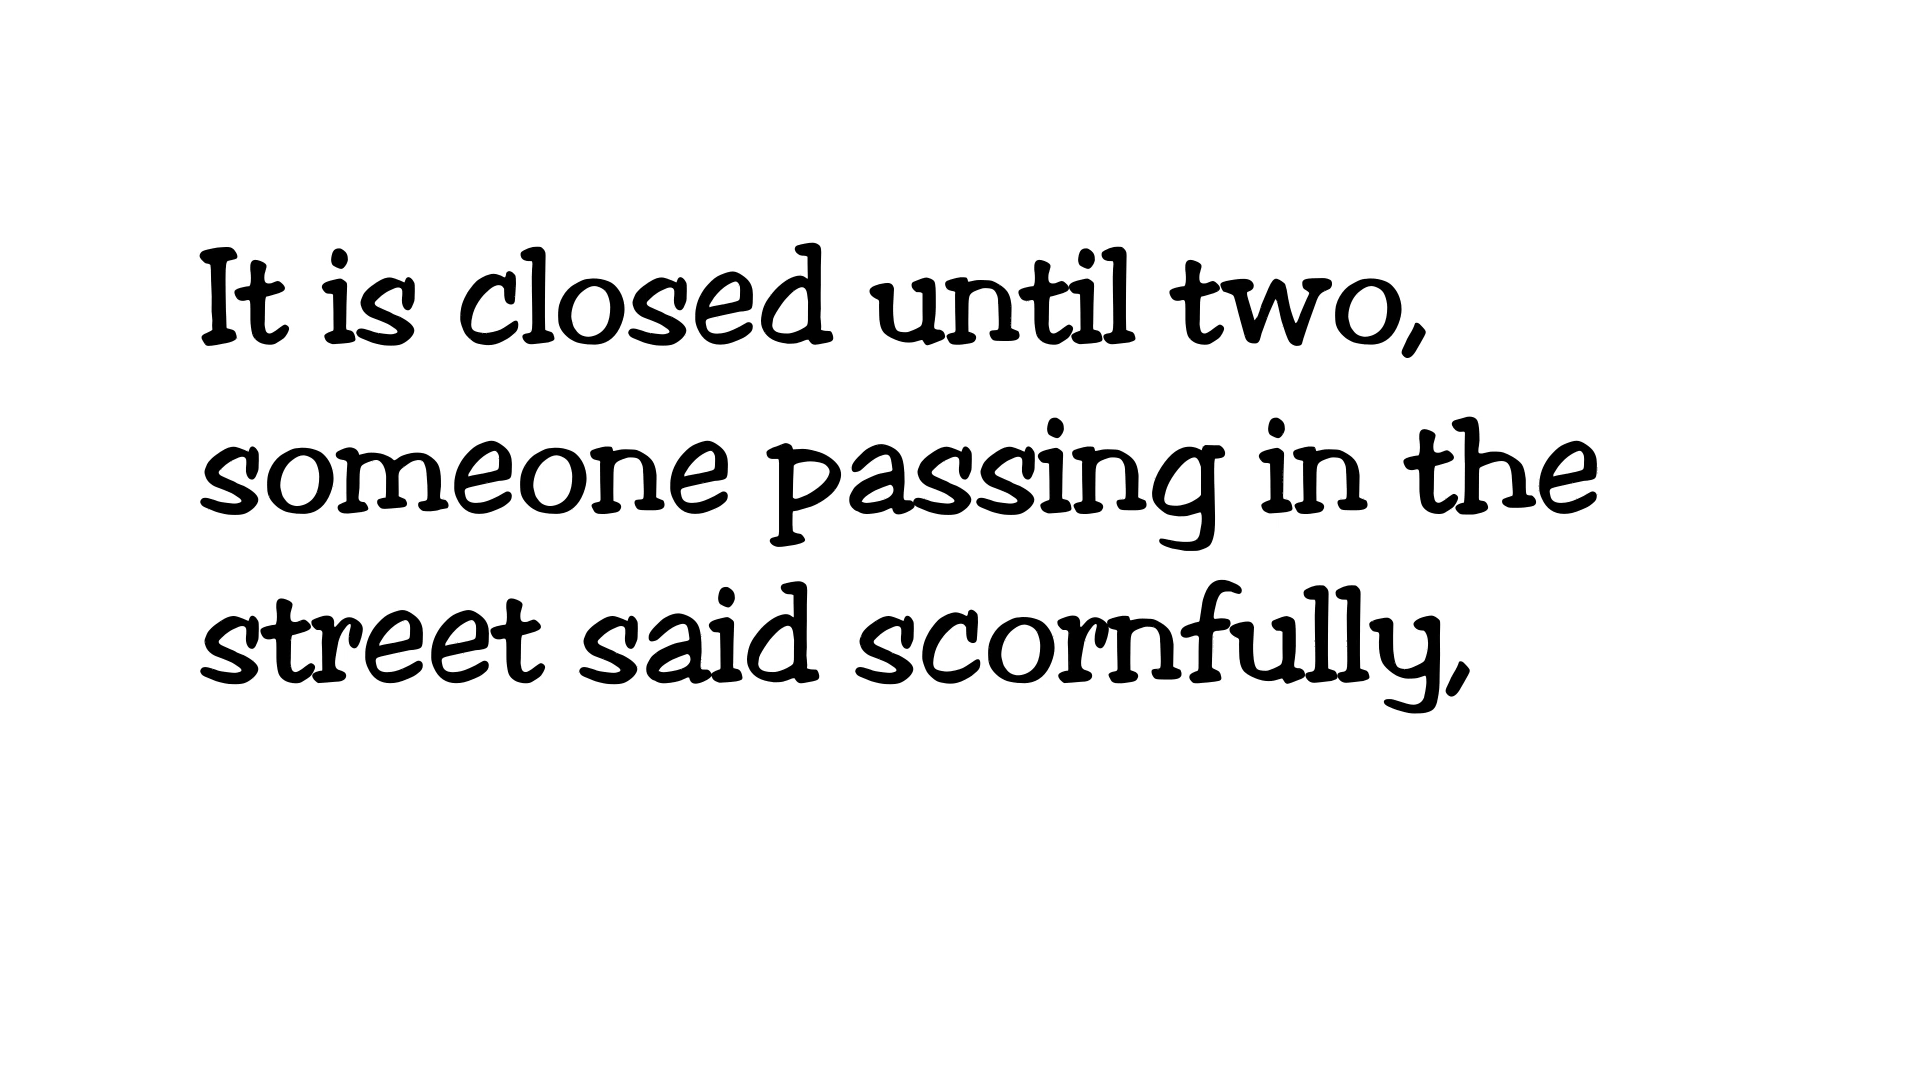 It is closed until two,
someone passing in the
street said scornfully,